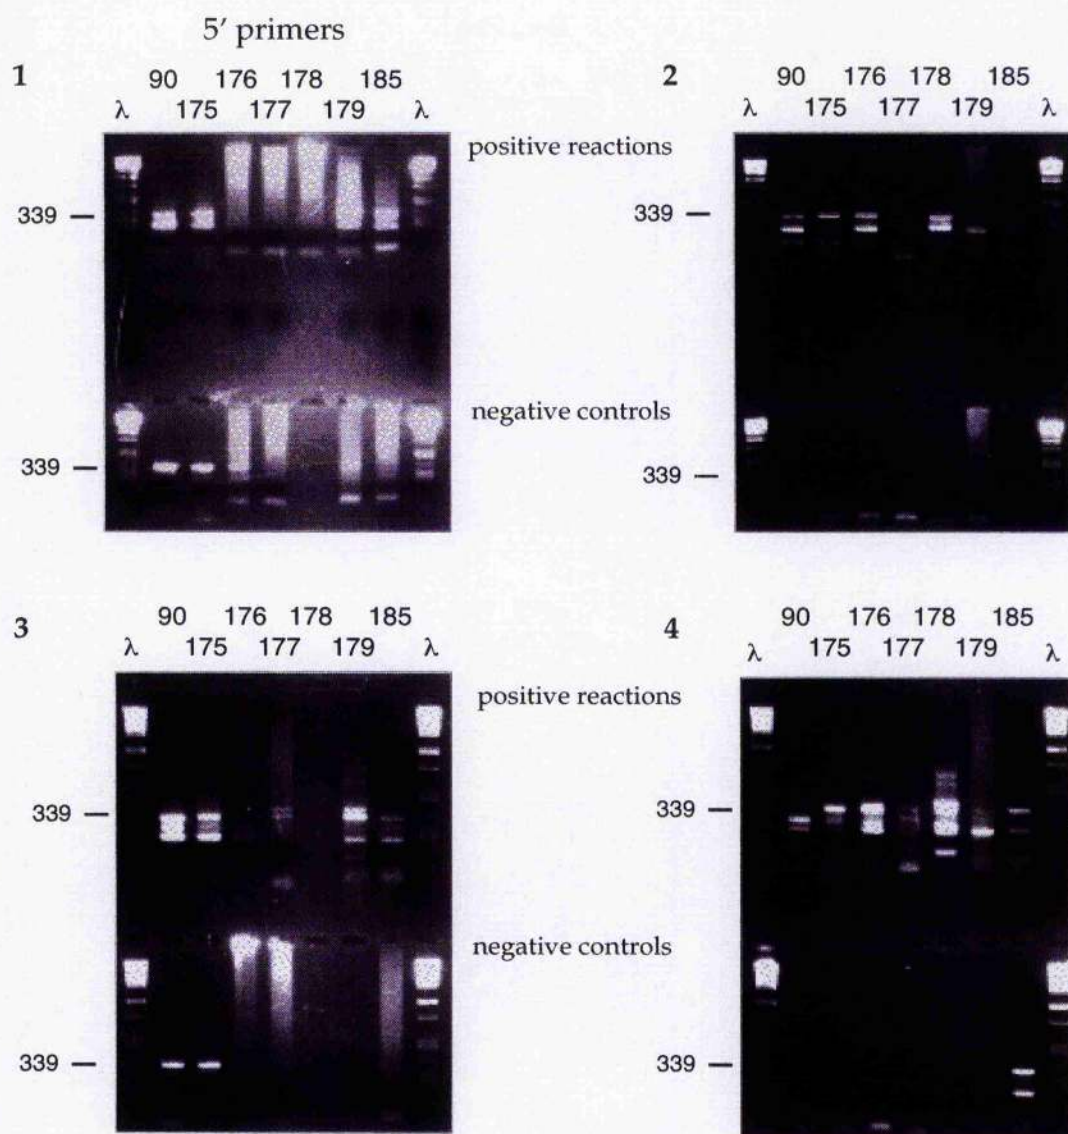 5' primers
1
90 176 178 185
λ 175 177 179 λ
positive reactions
339
negative controls
339
2
90 176 178 185
λ 175 177 179 λ
339
339
3
90 176 178 185
λ 175 177 179 λ
positive reactions
339
negative controls
339
4
90 176 178 185
λ 175 177 179 λ
339
339